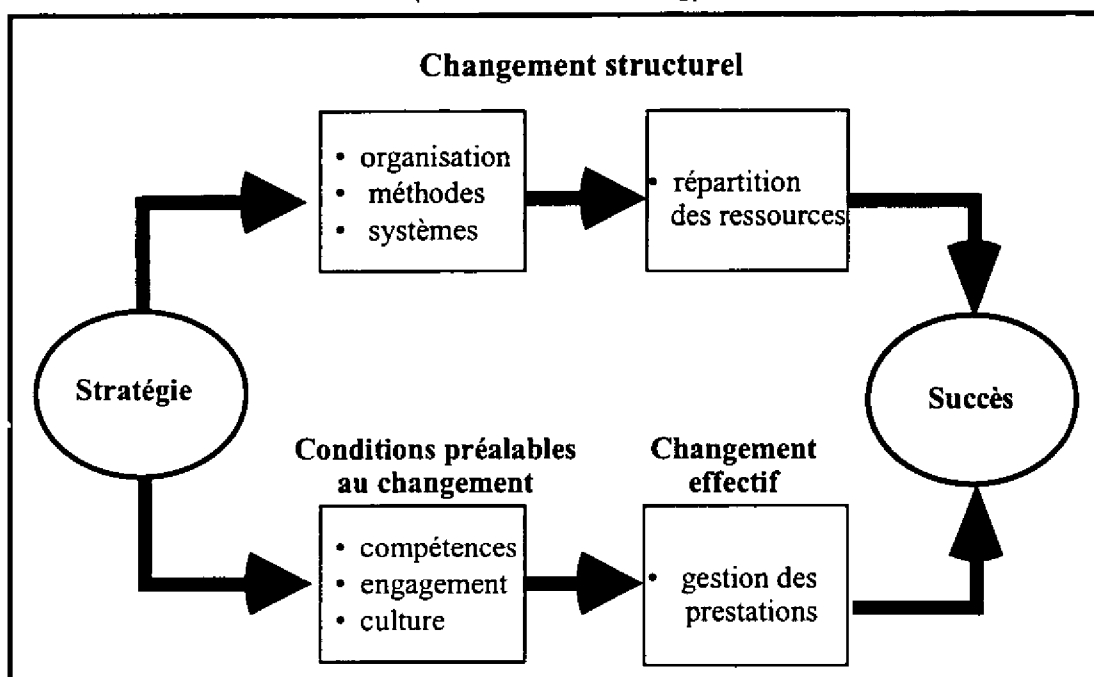 Changement structurel
• organisation
• méthodes
• systèmes
• répartition
des ressources
Stratégie
Succès
Conditions préalables
au changement
Changement
effectif
• compétences
• engagement
• culture
• gestion des
prestations